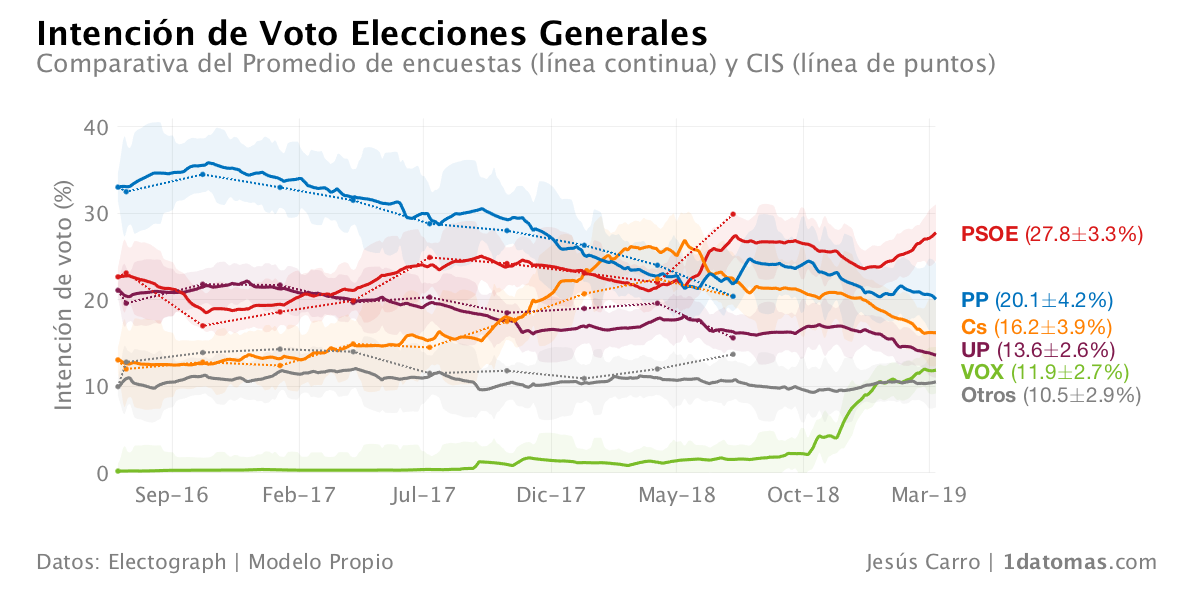 Intención de Voto Elecciones Generales
Comparativa del Promedio de encuestas (línea continua) y CIS (línea de puntos)
Intención de voto (%)
40
30
20
10
0
Sep–16 Feb–17 Jul–17 Dic–17 May–18 Oct–18 Mar–19
PSOE (27.8±3.3%)
PP (20.1±4.2%)
Cs (16.2±3.9%)
UP (13.6±2.6%)
VOX (11.9±2.7%)
Otros (10.5±2.9%)
Datos: Electograph | Modelo Propio
Jesús Carro | 1datomas.com